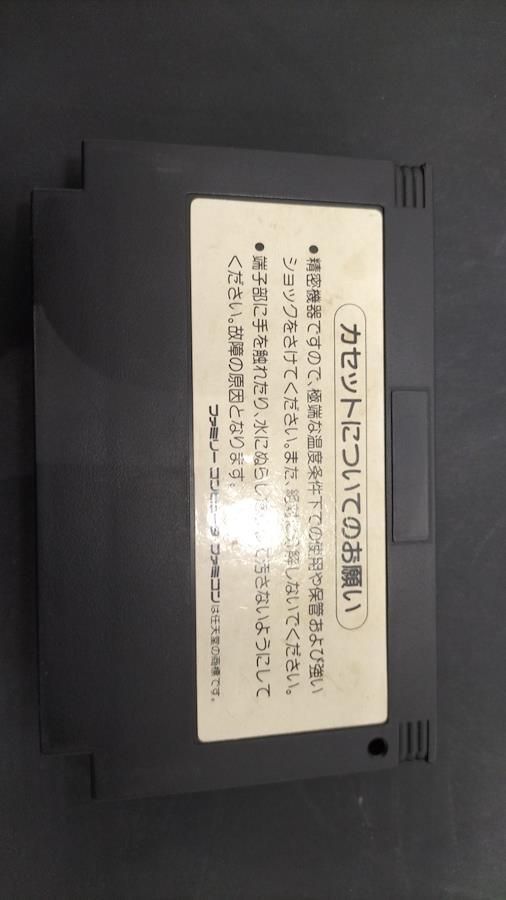 カセットについてのお願い
●精密機器ですので、極端な温度条件下での使用や保管および強い
ショックをさけてください。また、絶対に分解しないでください。
●端子部に手を触れたり、水にぬらし て汚さないようにして
ください。故障の原因となります。
ファミリーコンピュータ ファミコンは任天堂の商標です。